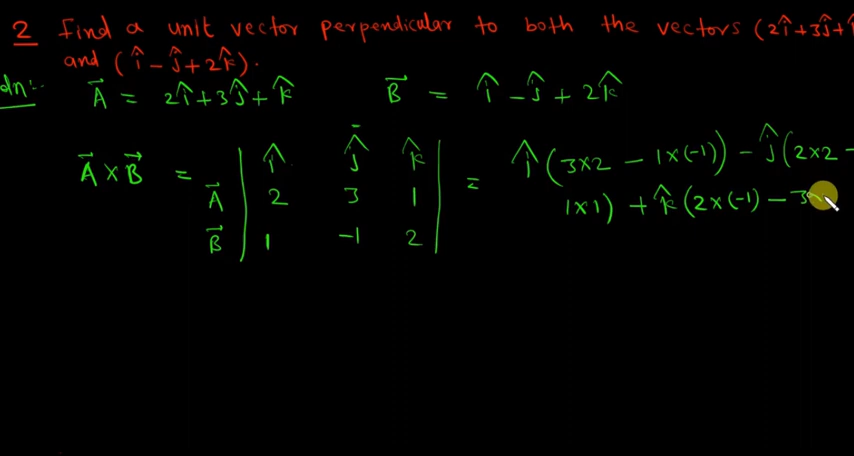 2 Find a unit vector perpendicular to both the vectors (2î+3ĵ+
and (î - ĵ + 2k̂).
A⃗ = 2î+3ĵ+k̂ B⃗ = î - ĵ + 2k̂
A⃗ × B⃗ = | î ĵ k̂ | = î (3×2 - 1×(-1)) - ĵ (2×2 -
A⃗ 2 3 1 1×1) + k̂ (2×(-1) - 3
B⃗ 1 -1 2